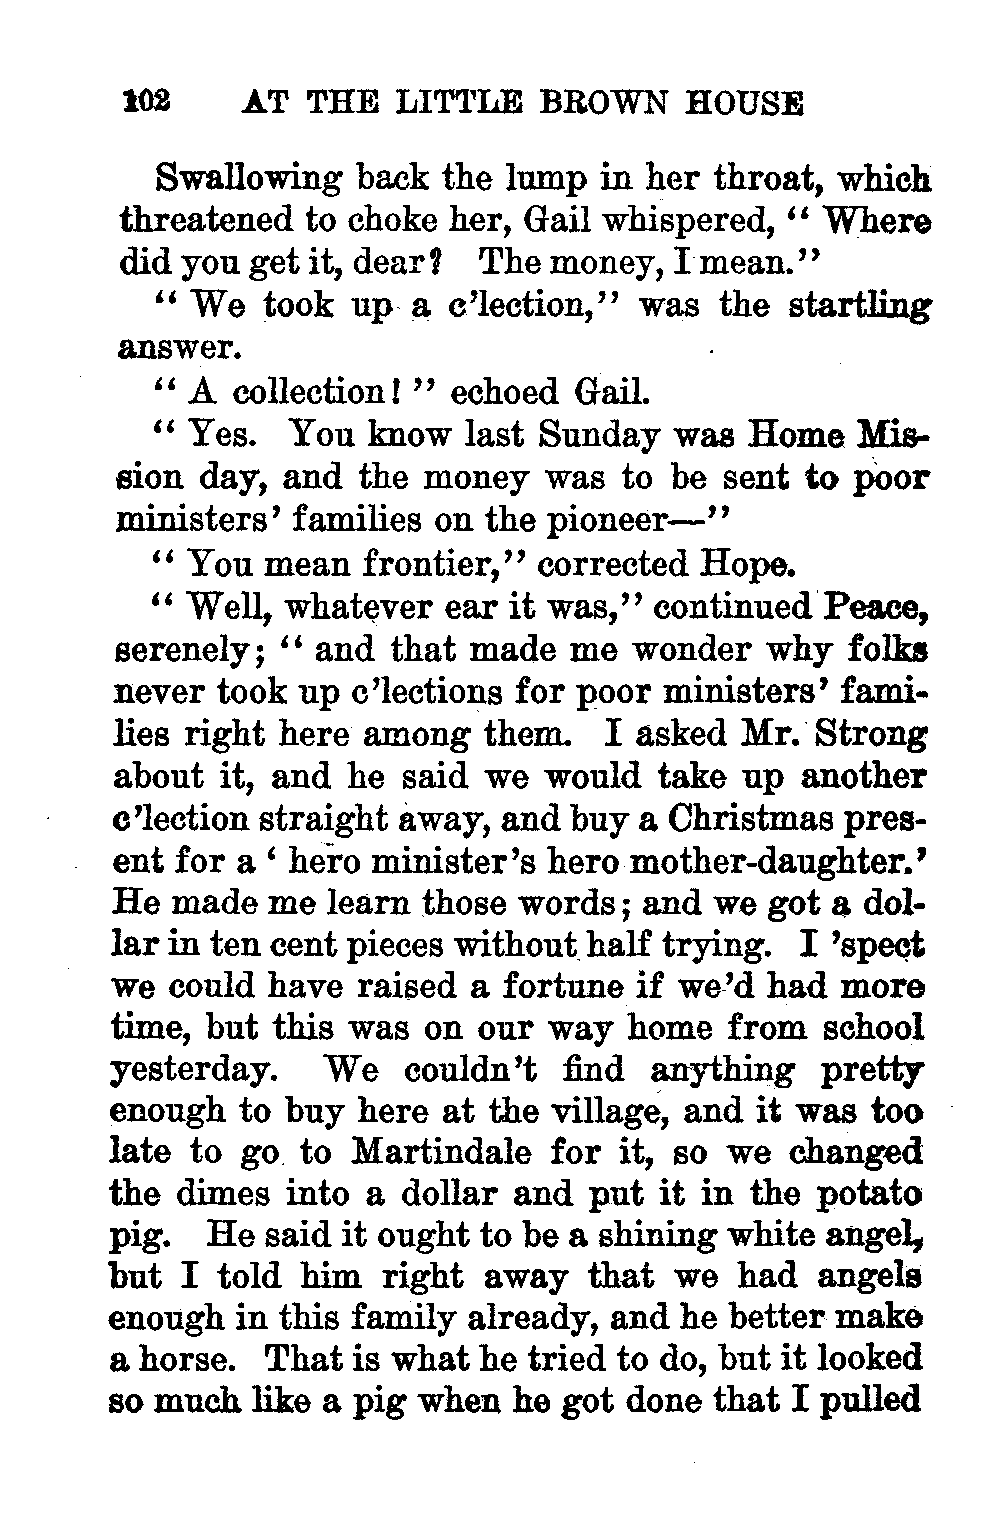 102 AT THE LITTLE BROWN HOUSE
Swallowing back the lump in her throat, which
threatened to choke her, Gail whispered, “ Where
did you get it, dear? The money, I mean.”
“ We took up a c’lection,” was the startling
answer.
“ A collection! ” echoed Gail.
“ Yes. You know last Sunday was Home Mis-
sion day, and the money was to be sent to poor
ministers’ families on the pioneer—”
“ You mean frontier,” corrected Hope.
“ Well, whatever ear it was,” continued Peace,
serenely; “ and that made me wonder why folks
never took up c’lections for poor ministers’ fami-
lies right here among them. I asked Mr. Strong
about it, and he said we would take up another
c’lection straight away, and buy a Christmas pres-
ent for a ‘ hero minister’s hero mother-daughter.’
He made me learn those words; and we got a dol-
lar in ten cent pieces without half trying. I ’spect
we could have raised a fortune if we’d had more
time, but this was on our way home from school
yesterday. We couldn’t find anything pretty
enough to buy here at the village, and it was too
late to go to Martindale for it, so we changed
the dimes into a dollar and put it in the potato
pig. He said it ought to be a shining white angel,
but I told him right away that we had angels
enough in this family already, and he better make
a horse. That is what he tried to do, but it looked
so much like a pig when he got done that I pulled